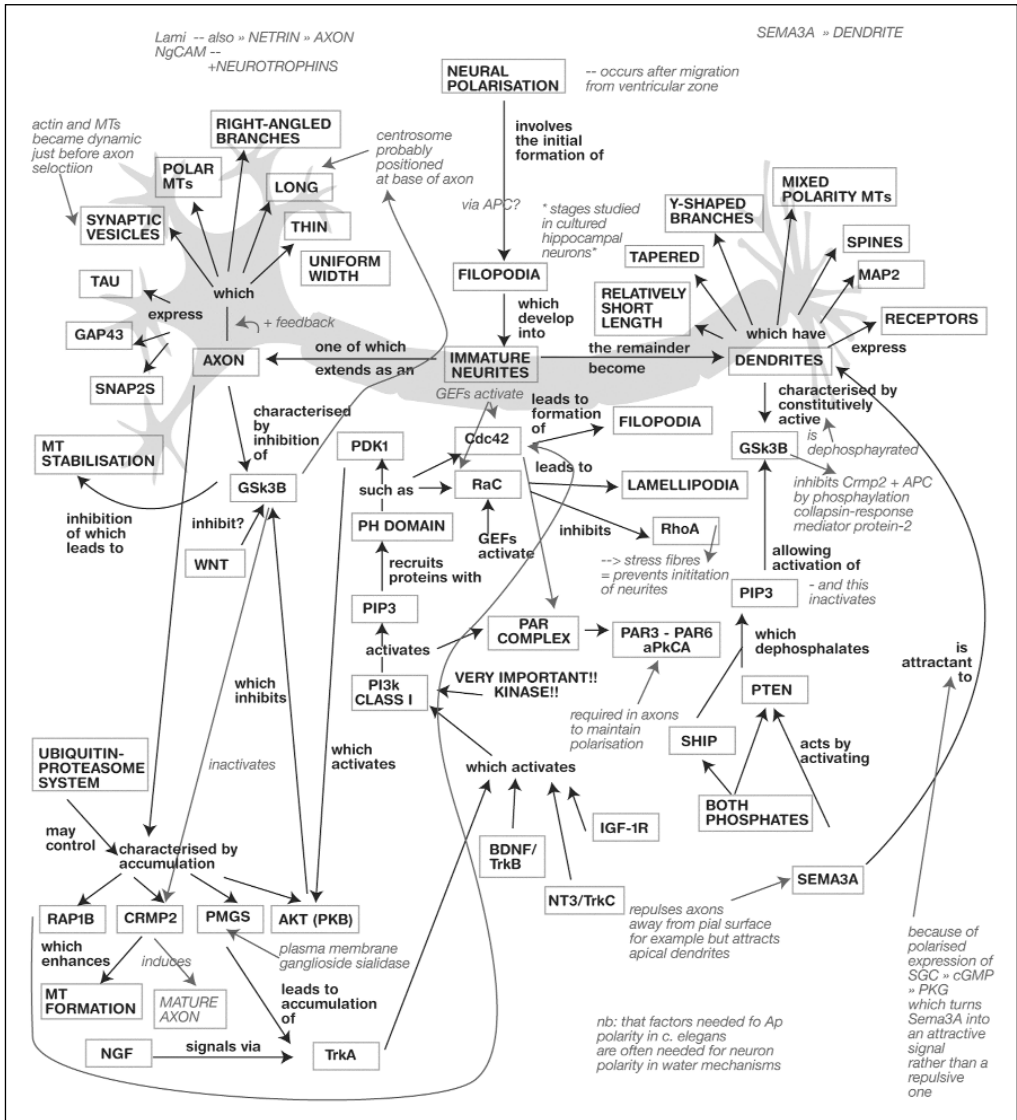 Lami -- also » NETRIN » AXON
NgCAM --
+NEUROTROPHINS
SEMA3A » DENDRITE
NEURAL
POLARISATION
-- occurs after migration
from ventricular zone
actin and MTs
became dynamic
just before axon
seloctiion
RIGHT-ANGLED
BRANCHES
centrosome
probably
positioned
at base of axon
involves
the initial
formation of
POLAR
MTs
LONG
MIXED
POLARITY MTs
via APC?
* stages studied
in cultured
hippocampal
neurons*
Y-SHAPED
BRANCHES
SYNAPTIC
VESICLES
THIN
SPINES
UNIFORM
WIDTH
TAPERED
FILOPODIA
MAP2
TAU
which
express
RELATIVELY
SHORT
LENGTH
which
develop
into
RECEPTORS
GAP43
+ feedback
which have
express
AXON
one of which
extends as an
IMMATURE
NEURITES
the remainder
become
DENDRITES
SNAP2S
GEFs activate
characterised
by
inhibition
of
leads to
formation
of
FILOPODIA
characterised by
constitutively
active
is
dephosphayrated
MT
STABILISATION
PDK1
Cdc42
GSk3B
GSk3B
such as
RaC
leads to
LAMELLIPODIA
inhibits Crmp2 + APC
by phosphaylation
collapsin-response
mediator protein-2
inhibition
of which
leads to
inhibit?
PH DOMAIN
GEFs
activate
inhibits
RhoA
WNT
recruits
proteins with
--> stress fibres
= prevents inititation
of neurites
allowing
activation of
PIP3
PIP3
- and this
inactivates
PAR
COMPLEX
PAR3 - PAR6
aPkCA
activates
which
dephosphalates
is
attractant
to
which
inhibits
PI3k
CLASS I
VERY IMPORTANT!!
KINASE!!
PTEN
required in axons
to maintain
polarisation
SHIP
UBIQUITIN-
PROTEASOME
SYSTEM
inactivates
which
activates
which activates
acts by
activating
BOTH
PHOSPHATES
may
control
characterised by
accumulation
IGF-1R
BDNF/
TrkB
SEMA3A
NT3/TrkC
RAP1B
CRMP2
PMGS
AKT (PKB)
repulses axons
away from pial surface
for example but attracts
apical dendrites
which
enhances
induces
plasma membrane
ganglioside sialidase
because of
polarised
expression of
SGC » cGMP
» PKG
which turns
Sema3A into
an attractive
signal
rather than a
repulsive
one
MT
FORMATION
MATURE
AXON
leads to
accumulation
of
NGF
signals via
TrkA
nb: that factors needed fo Ap
polarity in c. elegans
are often needed for neuron
polarity in water mechanisms